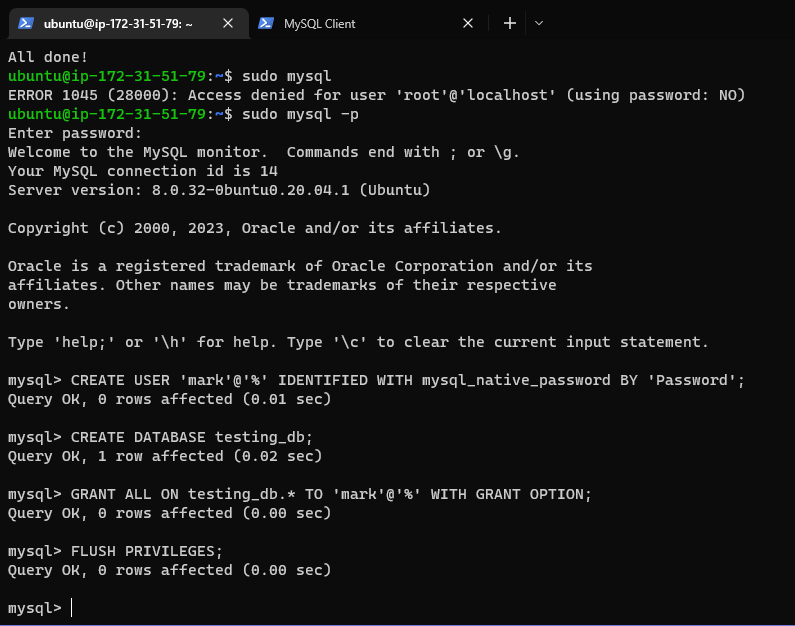 ubuntu@ip-172-31-51-79: ~
MySQL Client
All done!
ubuntu@ip-172-31-51-79:~$ sudo mysql
ERROR 1045 (28000): Access denied for user 'root'@'localhost' (using password: NO)
ubuntu@ip-172-31-51-79:~$ sudo mysql -p
Enter password:
Welcome to the MySQL monitor.  Commands end with ; or \g.
Your MySQL connection id is 14
Server version: 8.0.32-0buntu0.20.04.1 (Ubuntu)

Copyright (c) 2000, 2023, Oracle and/or its affiliates.

Oracle is a registered trademark of Oracle Corporation and/or its
affiliates. Other names may be trademarks of their respective
owners.

Type 'help;' or '\h' for help. Type '\c' to clear the current input statement.

mysql> CREATE USER 'mark'@'%' IDENTIFIED WITH mysql_native_password BY 'Password';
Query OK, 0 rows affected (0.01 sec)

mysql> CREATE DATABASE testing_db;
Query OK, 1 row affected (0.02 sec)

mysql> GRANT ALL ON testing_db.* TO 'mark'@'%' WITH GRANT OPTION;
Query OK, 0 rows affected (0.00 sec)

mysql> FLUSH PRIVILEGES;
Query OK, 0 rows affected (0.00 sec)

mysql>